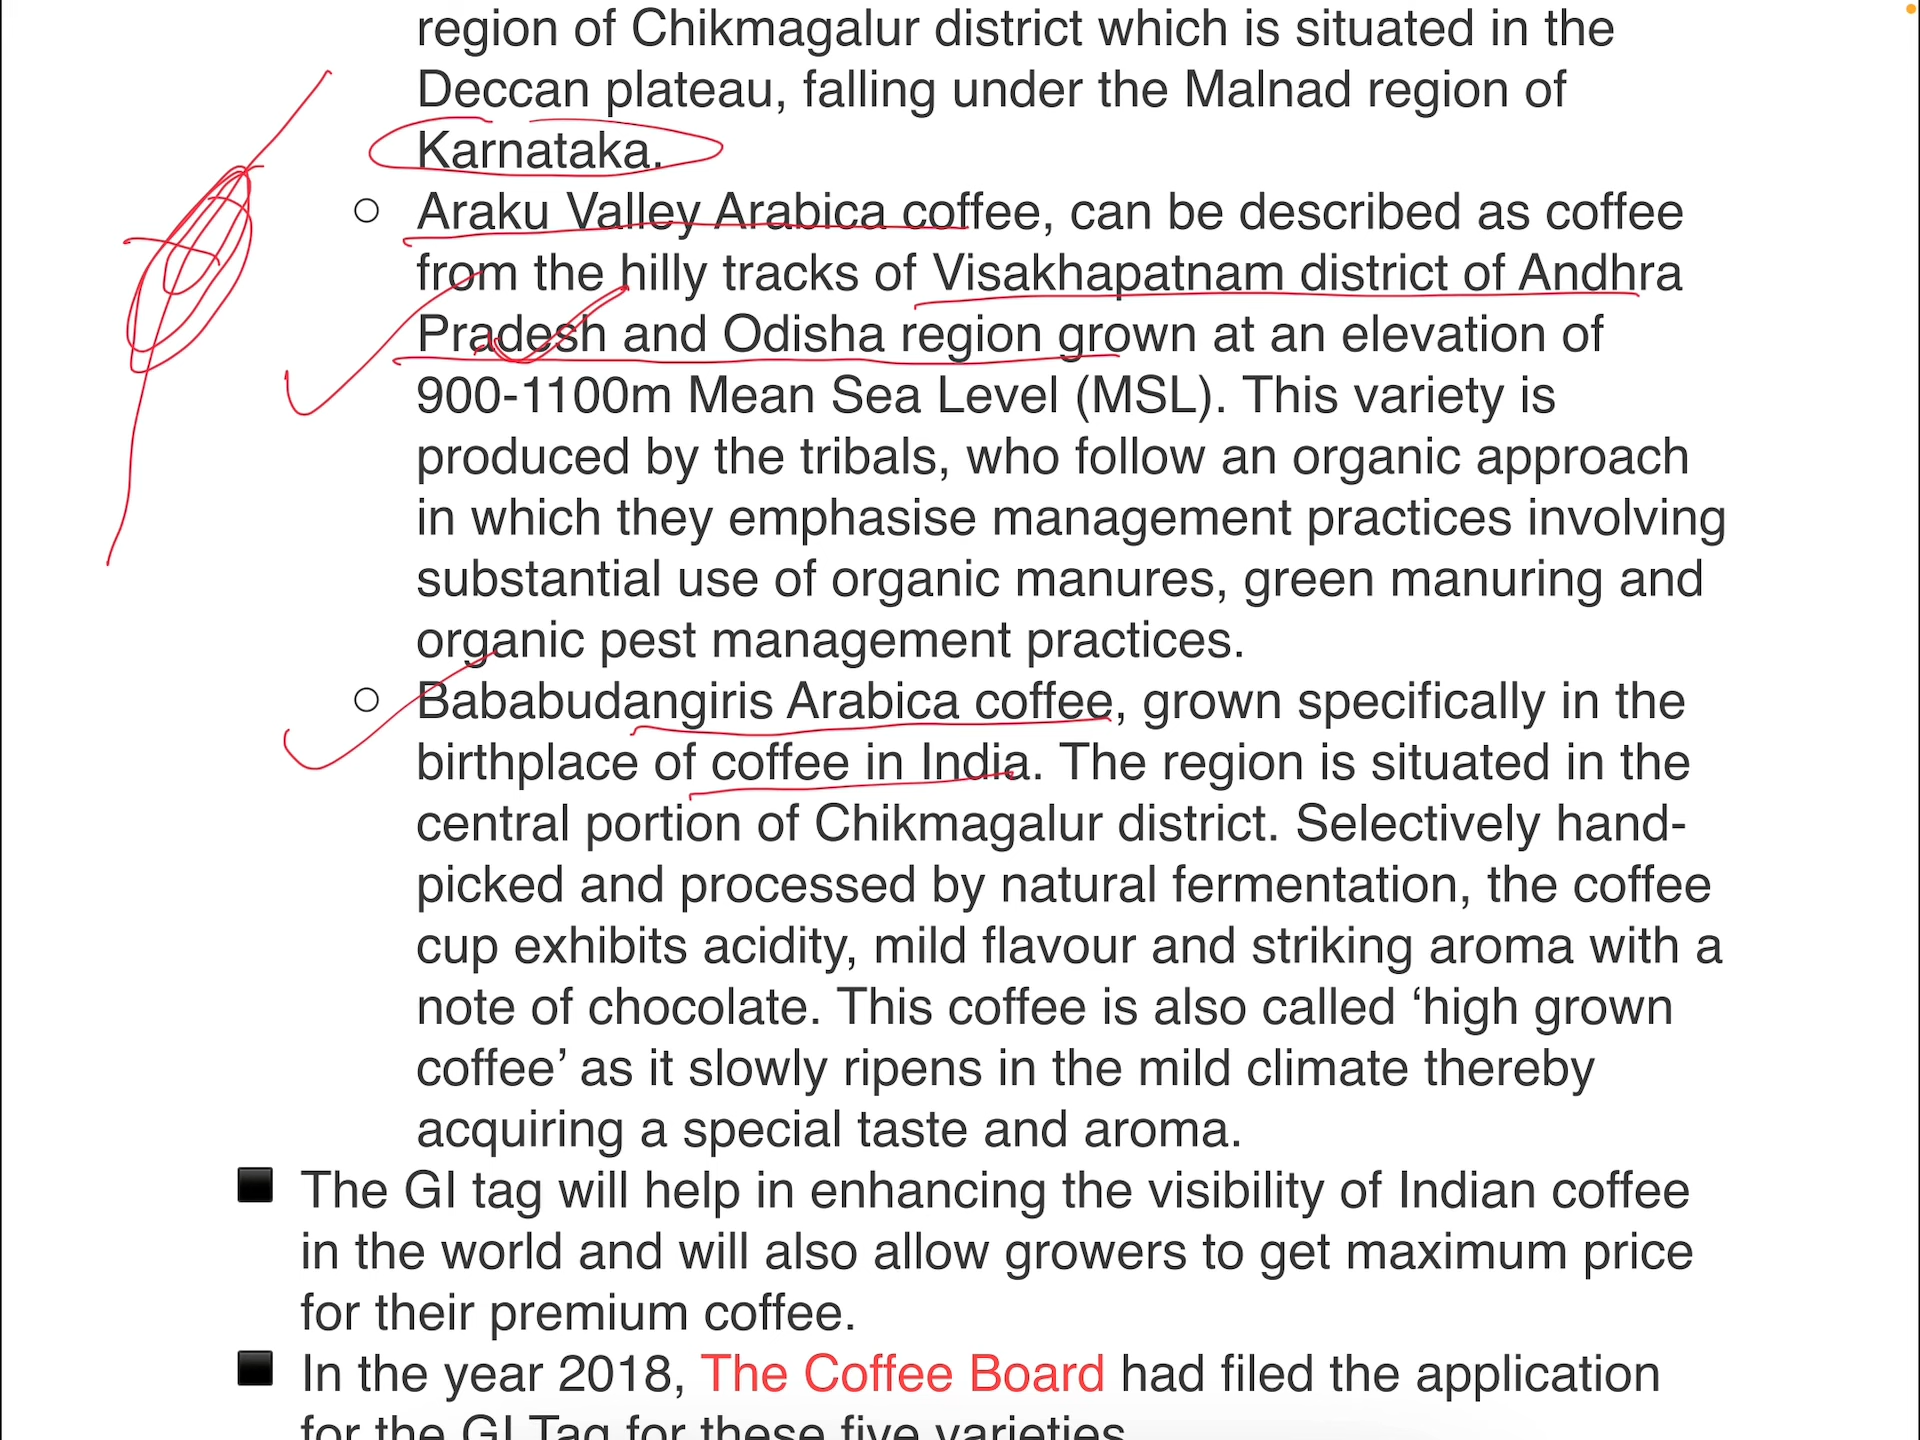 region of Chikmagalur district which is situated in the
Deccan plateau, falling under the Malnad region of
Karnataka.
○ Araku Valley Arabica coffee, can be described as coffee
from the hilly tracks of Visakhapatnam district of Andhra
Pradesh and Odisha region grown at an elevation of
900-1100m Mean Sea Level (MSL). This variety is
produced by the tribals, who follow an organic approach
in which they emphasise management practices involving
substantial use of organic manures, green manuring and
organic pest management practices.
○ Bababudangiris Arabica coffee, grown specifically in the
birthplace of coffee in India. The region is situated in the
central portion of Chikmagalur district. Selectively hand-
picked and processed by natural fermentation, the coffee
cup exhibits acidity, mild flavour and striking aroma with a
note of chocolate. This coffee is also called ‘high grown
coffee’ as it slowly ripens in the mild climate thereby
acquiring a special taste and aroma.
■ The GI tag will help in enhancing the visibility of Indian coffee
in the world and will also allow growers to get maximum price
for their premium coffee.
■ In the year 2018, The Coffee Board had filed the application
for the GI Tag for these five varieties